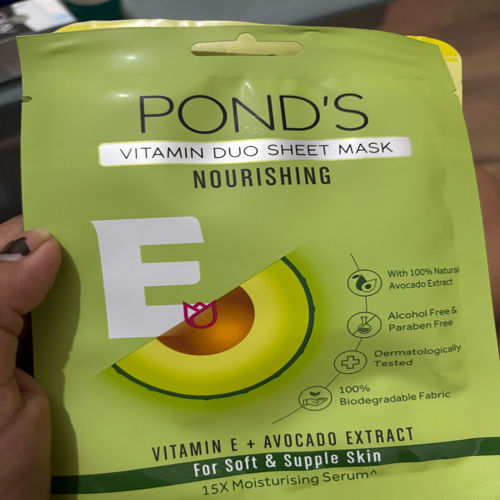 POND'S
VITAMIN DUO SHEET MASK
NOURISHING
E
With 100% Natural
Avocado Extract
Alcohol Free &
Paraben Free
Dermatologically
Tested
100%
Biodegradable Fabric
VITAMIN E + AVOCADO EXTRACT
For Soft & Supple Skin
15X Moisturising Serum^